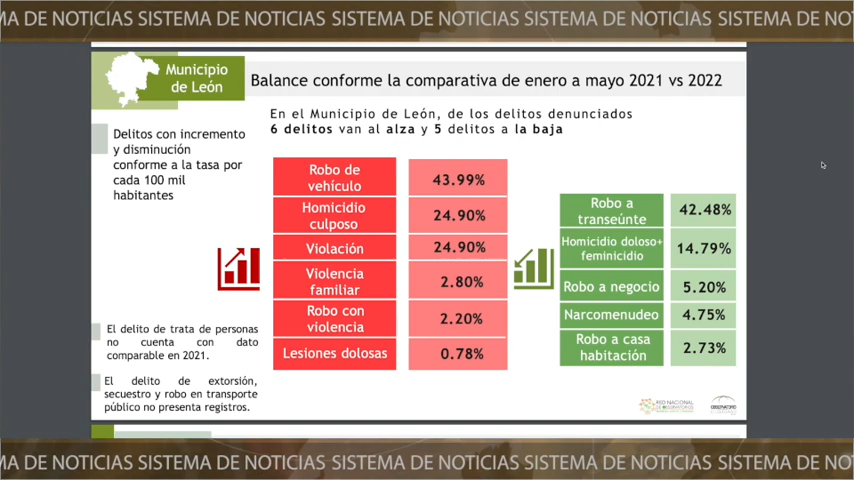 MA DE NOTICIAS SISTEMA DE NOTICIAS SISTEMA DE NOTICIAS SISTEMA DE NOTICIAS SISTEMA DE NO
Municipio
de León
Balance conforme la comparativa de enero a mayo 2021 vs 2022
En el Municipio de León, de los delitos denunciados
6 delitos van al alza y 5 delitos a la baja
Delitos con incremento
y disminución
conforme a la tasa por
cada 100 mil
habitantes
Robo de
vehículo
43.99%
Homicidio
culposo
24.90%
Violación
24.90%
Violencia
familiar
2.80%
Robo con
violencia
2.20%
Lesiones dolosas
0.78%
Robo a
transeúnte
42.48%
Homicidio doloso+
feminicidio
14.79%
Robo a negocio
5.20%
Narcomenudeo
4.75%
Robo a casa
habitación
2.73%
El delito de trata de personas
no cuenta con dato
comparable en 2021.
El delito de extorsión,
secuestro y robo en transporte
público no presenta registros.
RED NACIONAL
DE OBSERVATORIOS
OBSERVATORIO
MA DE NOTICIAS SISTEMA DE NOTICIAS SISTEMA DE NOTICIAS SISTEMA DE NOTICIAS SISTEMA DE NO